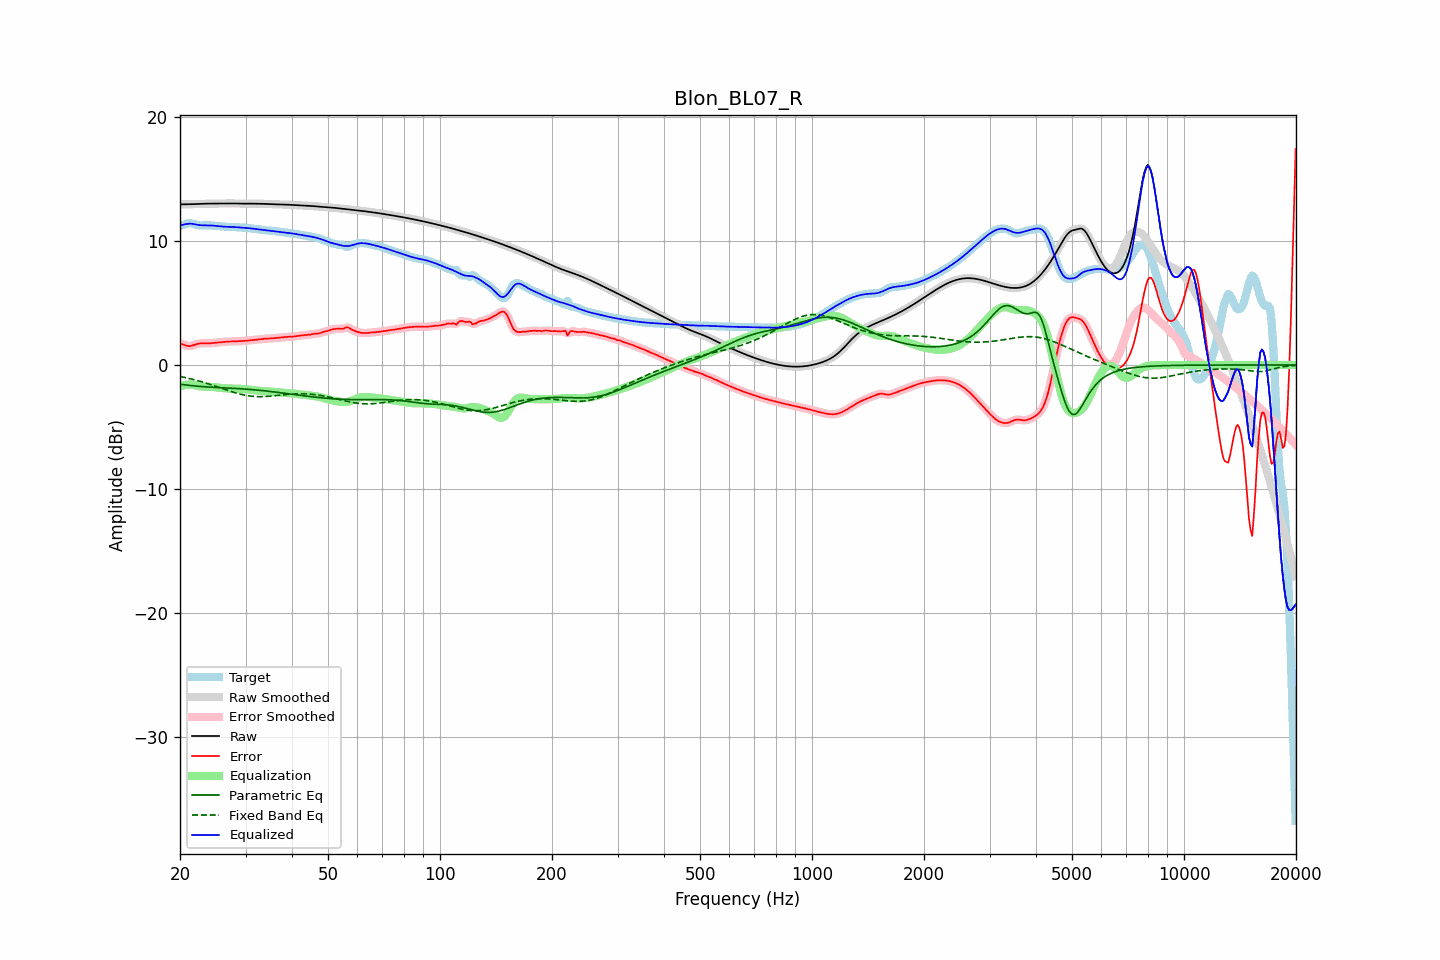 Blon_BL07_R
20
10
0
−10
−20
−30
Amplitude (dBr)
Target
Raw Smoothed
Error Smoothed
Raw
Error
Equalization
Parametric Eq
Fixed Band Eq
Equalized
20 50 100 200 500 1000 2000 5000 10000 20000
Frequency (Hz)